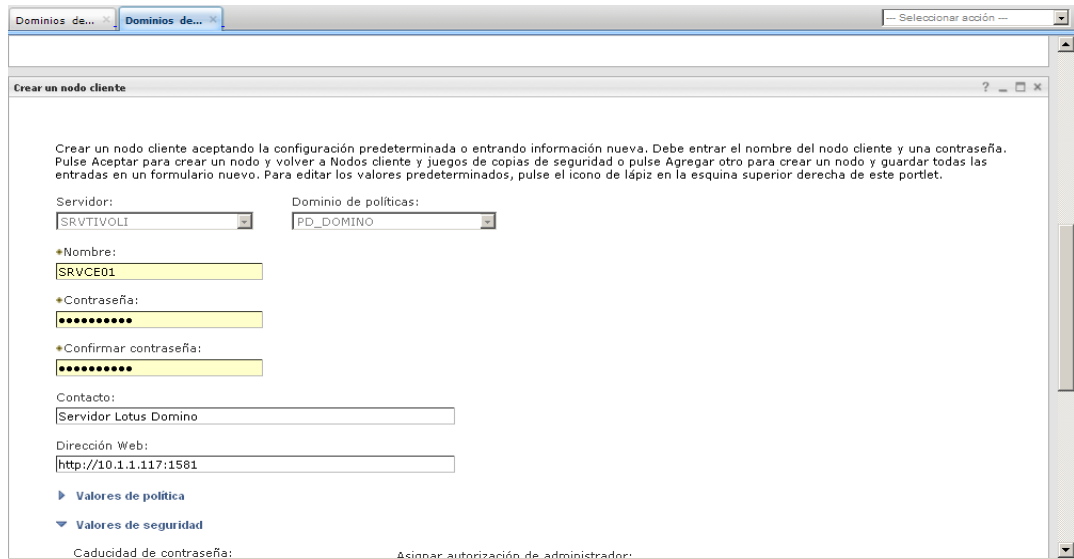 Dominios de... Dominios de... --- Seleccionar acción ---
Crear un nodo cliente
Crear un nodo cliente aceptando la configuración predeterminada o entrando información nueva. Debe entrar el nombre del nodo cliente y una contraseña.
Pulse Aceptar para crear un nodo y volver a Nodos cliente y juegos de copias de seguridad o pulse Agregar otro para crear un nodo y guardar todas las
entradas en un formulario nuevo. Para editar los valores predeterminados, pulse el icono de lápiz en la esquina superior derecha de este portlet.
Servidor: Dominio de políticas:
SRVTIVOLI PD_DOMINO
*Nombre:
SRVCE01
*Contraseña:
••••••••••
*Confirmar contraseña:
••••••••••
Contacto:
Servidor Lotus Domino
Dirección Web:
http://10.1.1.117:1581
Valores de política
Valores de seguridad
Caducidad de contraseña: Asignar autorización de administrador: